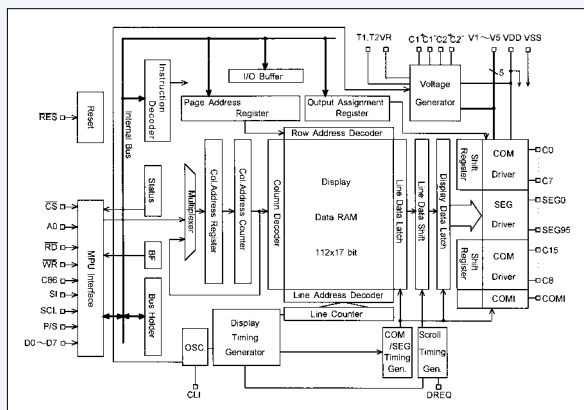 T1,T2VR C1⁺C1⁻C2⁺C2⁻ V1～V5 VDD VSS
5
Voltage
Generator
I/O Buffer
Instruction
Decoder
Page Address
Register
Output Assignment
Register
RES
Reset
Internal Bus
Row Address Decoder
Status
Multiplexer
Col.Address Register
Col.Address Counter
Column Decoder
Display
Data RAM
112x17 bit
Line Data Latch
Line Data Shift
Display Data Latch
Shift
Register
COM
Driver
C0
C7
SEG
Driver
SEG0
SEG95
Shift
Register
COM
Driver
C15
C8
COMI
COMI
CS
A0
RD
WR
C86
SI
SCL
P/S
D0～D7
MPU Interface
BF
Bus
Holder
Line Address Decoder
Line Counter
OSC.
Display
Timing
Generator
COM
/SEG
Timing
Gen.
Scroll
Timing
Gen.
CLI
DREQ